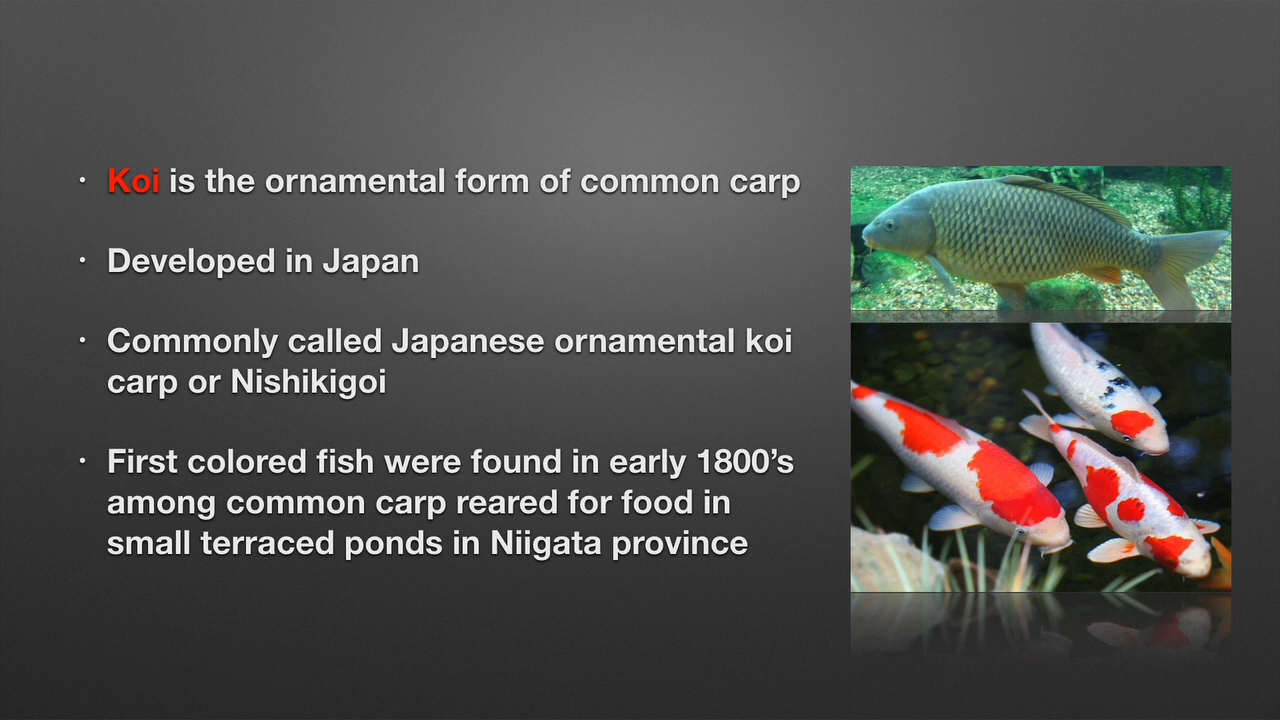 • Koi is the ornamental form of common carp
• Developed in Japan
• Commonly called Japanese ornamental koi
carp or Nishikigoi
• First colored fish were found in early 1800’s
among common carp reared for food in
small terraced ponds in Niigata province